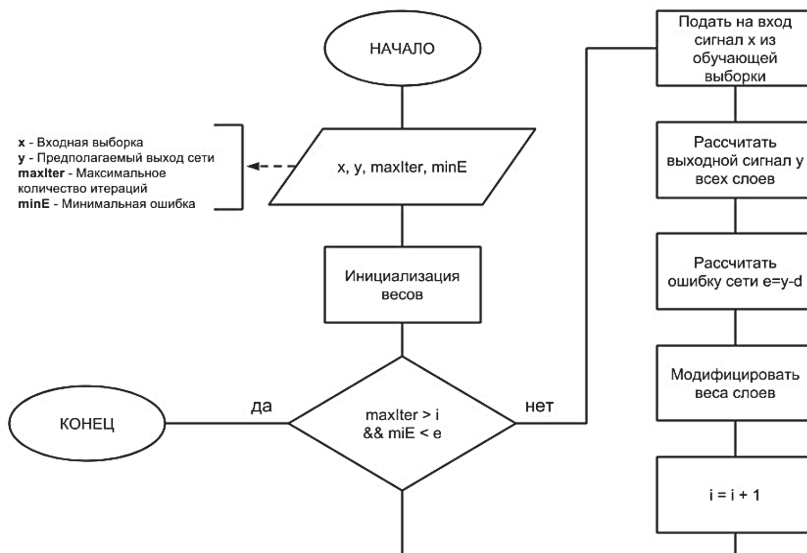 НАЧАЛО
x - Входная выборка
y - Предполагаемый выход сети
maxIter - Максимальное
количество итераций
minE - Минимальная ошибка
x, y, maxIter, minE
Инициализация
весов
maxIter > i
&& miE < e
да
нет
КОНЕЦ
Подать на вход
сигнал x из
обучающей
выборки
Рассчитать
выходной сигнал y
всех слоев
Рассчитать
ошибку сети e=y-d
Модифицировать
веса слоев
i = i + 1